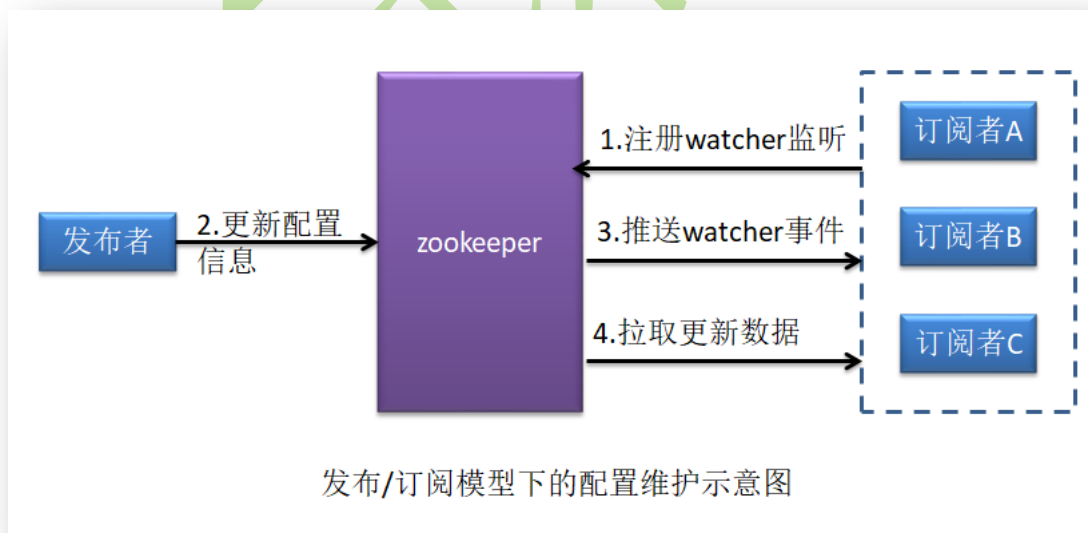 1.注册watcher监听
订阅者A
发布者
2.更新配置
信息
zookeeper
3.推送watcher事件
订阅者B
4.拉取更新数据
订阅者C
发布/订阅模型下的配置维护示意图